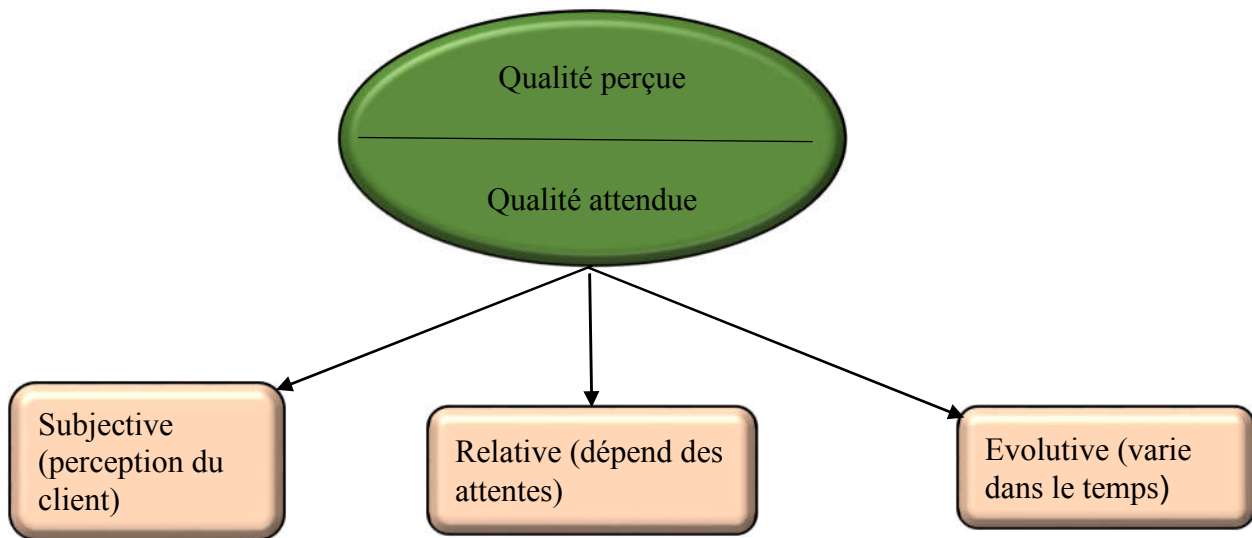 Qualité perçue
Qualité attendue
Subjective
(perception du
client)
Relative (dépend des
attentes)
Evolutive (varie
dans le temps)